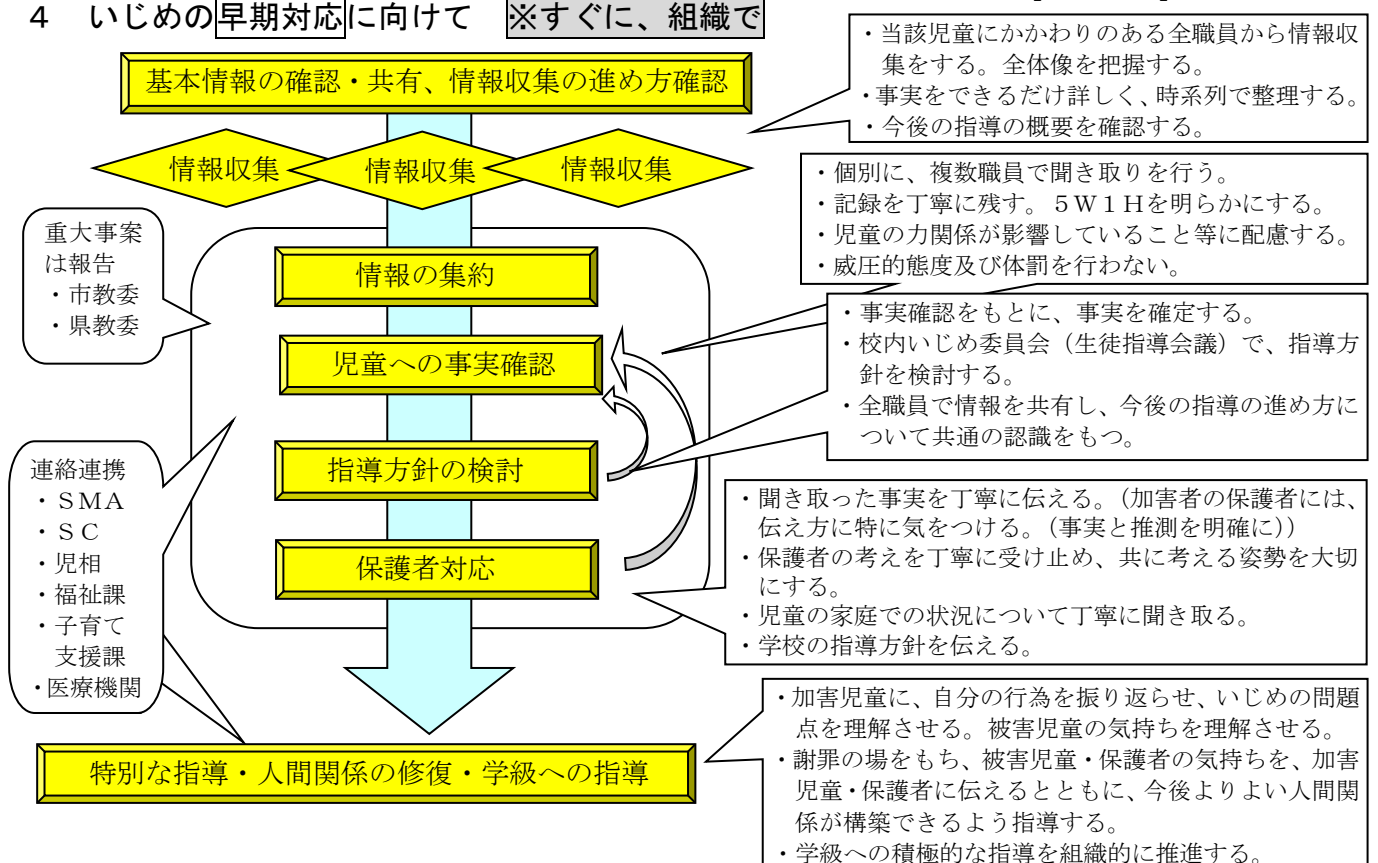 4 いじめの早期対応に向けて ※すぐに、組織で
基本情報の確認・共有、情報収集の進め方確認
・当該児童にかかわりのある全職員から情報収
集をする。全体像を把握する。
・事実をできるだけ詳しく、時系列で整理する。
・今後の指導の概要を確認する。
情報収集
情報収集
情報収集
・個別に、複数職員で聞き取りを行う。
・記録を丁寧に残す。5W1Hを明らかにする。
・児童の力関係が影響していること等に配慮する。
・威圧的態度及び体罰を行わない。
重大事案
は報告
・市教委
・県教委
情報の集約
児童への事実確認
・事実確認をもとに、事実を確定する。
・校内いじめ委員会(生徒指導会議)で、指導方
針を検討する。
・全職員で情報を共有し、今後の指導の進め方に
ついて共通の認識をもつ。
指導方針の検討
連絡連携
・SMA
・SC
・児相
・福祉課
・子育て
支援課
・医療機関
保護者対応
・聞き取った事実を丁寧に伝える。(加害者の保護者には、
伝え方に特に気をつける。(事実と推測を明確に))
・保護者の考えを丁寧に受け止め、共に考える姿勢を大切
にする。
・児童の家庭での状況について丁寧に聞き取る。
・学校の指導方針を伝える。
特別な指導・人間関係の修復・学級への指導
・加害児童に、自分の行為を振り返らせ、いじめの問題
点を理解させる。被害児童の気持ちを理解させる。
・謝罪の場をもち、被害児童・保護者の気持ちを、加害
児童・保護者に伝えるとともに、今後よりよい人間関
係が構築できるよう指導する。
・学級への積極的な指導を組織的に推進する。